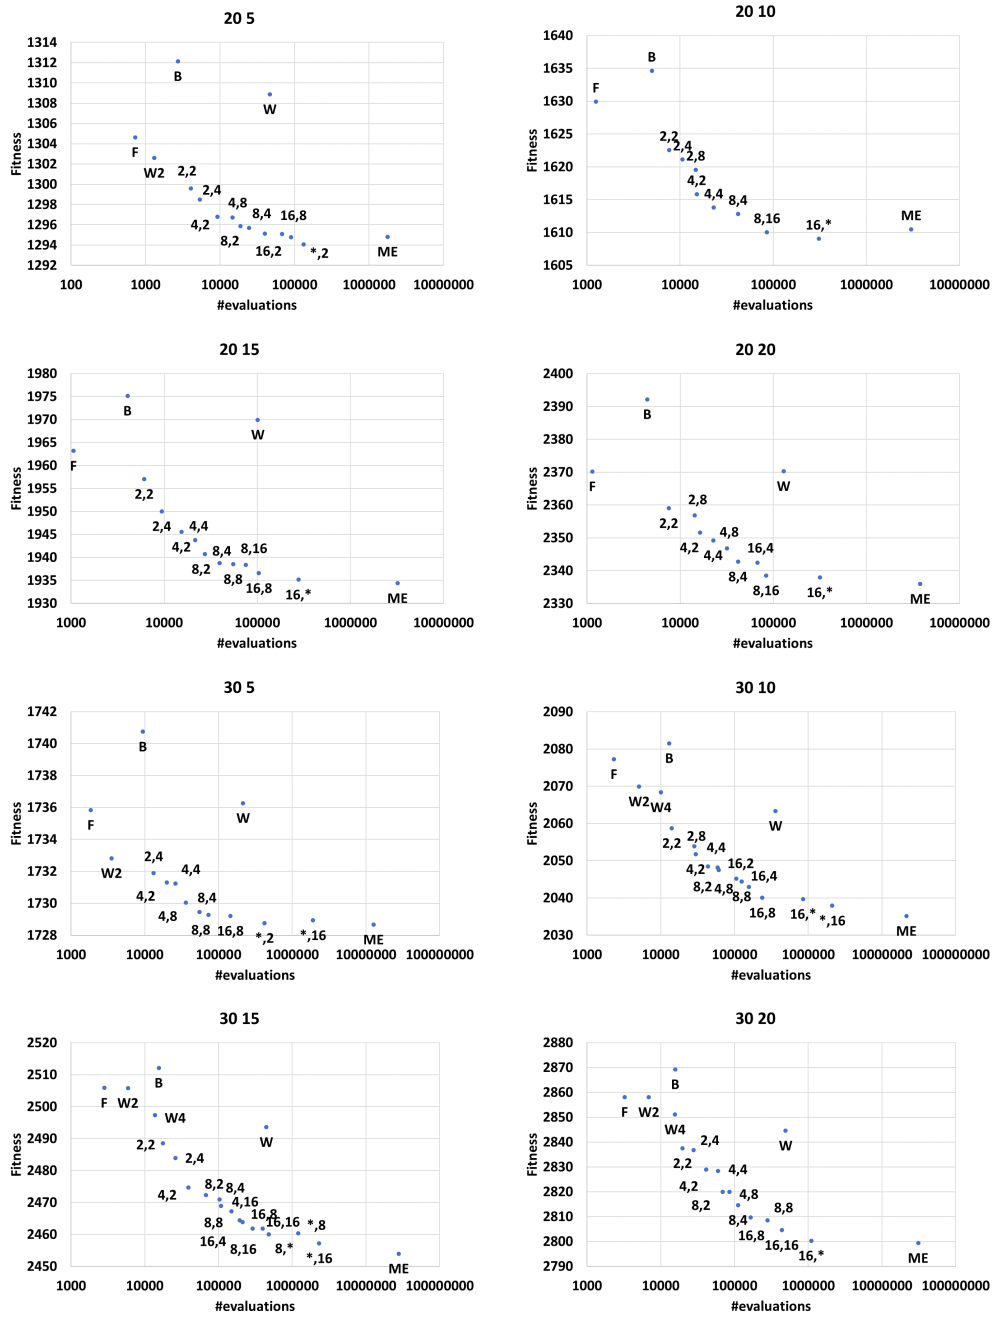 20 5
1314
1312
1310
1308
1306
1304
1302
1300
1298
1296
1294
1292
Fitness
B
W
F
W2
2,2
2,4
4,8
4,2
8,4
16,8
8,2
16,2
*,2
ME
100 1000 10000 100000 1000000 10000000
#evaluations
20 10
1640
1635
1630
1625
1620
1615
1610
1605
Fitness
B
F
2,2
2,4
2,8
4,2
4,4
8,4
8,16
16,*
ME
1000 10000 100000 1000000 10000000
#evaluations
20 15
1980
1975
1970
1965
1960
1955
1950
1945
1940
1935
1930
Fitness
B
W
F
2,2
2,4
4,4
4,2
8,4
8,16
8,2
8,8
16,8
16,*
ME
1000 10000 100000 1000000 10000000
#evaluations
20 20
2400
2390
2380
2370
2360
2350
2340
2330
Fitness
B
F
W
2,8
2,2
4,8
4,2
4,4
16,4
8,4
8,16
16,*
ME
1000 10000 100000 1000000 10000000
#evaluations
30 5
1742
1740
1738
1736
1734
1732
1730
1728
Fitness
B
F
W
W2
2,4
4,4
4,2
8,4
4,8
8,8
16,8
*,2
*,16
ME
1000 10000 100000 1000000 10000000 100000000
#evaluations
30 10
2090
2080
2070
2060
2050
2040
2030
Fitness
B
F
W2
W4
W
2,2
2,8
4,4
4,2
16,2
8,2
4,8
16,4
8,8
16,8
16,*
*,16
ME
1000 10000 100000 1000000 10000000 100000000
#evaluations
30 15
2520
2510
2500
2490
2480
2470
2460
2450
Fitness
B
F
W2
W4
W
2,2
2,4
4,2
8,2
8,4
4,16
8,8
16,8
16,16
*,8
16,4
8,16
8,*
*,16
ME
1000 10000 100000 1000000 10000000 100000000
#evaluations
30 20
2880
2870
2860
2850
2840
2830
2820
2810
2800
2790
Fitness
B
F
W2
W4
W
2,4
2,2
4,4
4,2
4,8
8,2
8,8
8,4
16,8
16,16
16,*
ME
1000 10000 100000 1000000 10000000 100000000
#evaluations